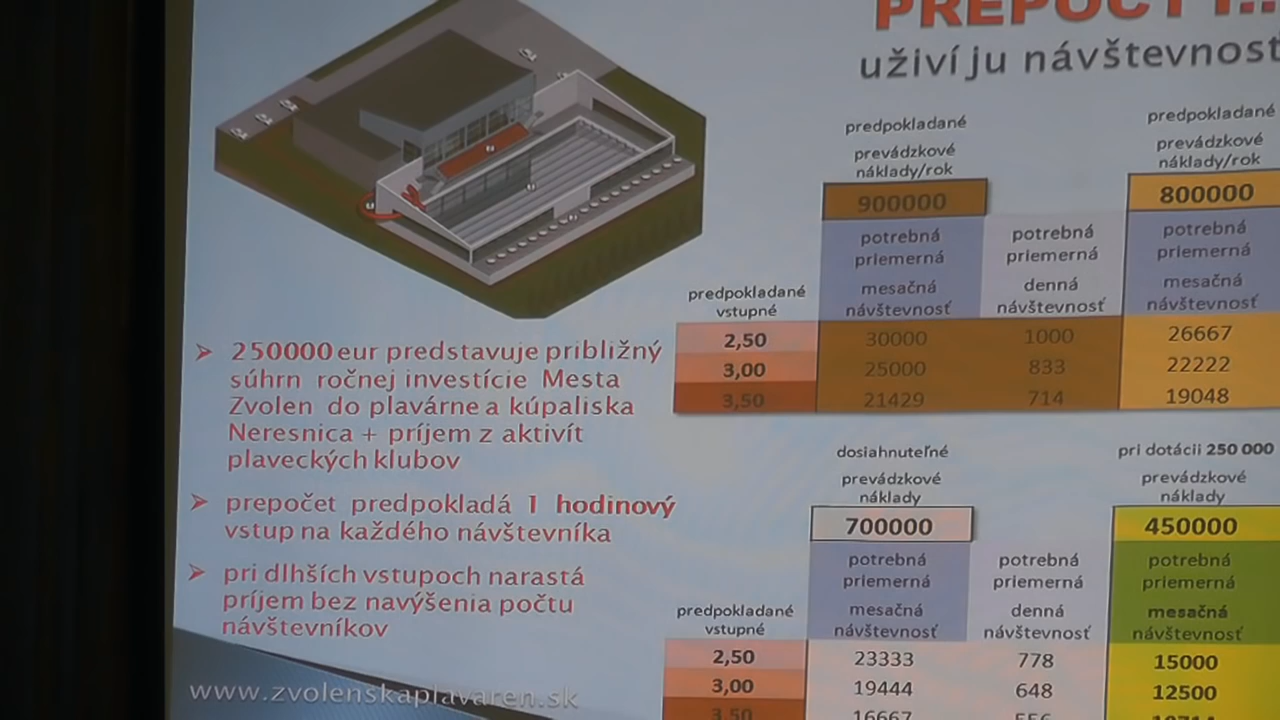 PREPOČTY...
uživí ju návštevnosť
predpokladané
prevádzkové
náklady/rok
900000
potrebná
priemerná
mesačná
návštevnosť
potrebná
priemerná
denná
návštevnosť
predpokladané
prevádzkové
náklady/rok
800000
potrebná
priemerná
mesačná
návštevnosť
predpokladané
vstupné
2,50 30000 1000 26667
3,00 25000 833 22222
3,50 21429 714 19048
250000 eur predstavuje približný
súhrn ročnej investície Mesta
Zvolen do plavárne a kúpaliska
Neresnica + príjem z aktivít
plaveckých klubov
prepočet predpokladá 1 hodinový
vstup na každého návštevníka
pri dlhších vstupoch narastá
príjem bez navýšenia počtu
návštevníkov
dosiahnuteľné
prevádzkové
náklady
700000
potrebná
priemerná
mesačná
návštevnosť
potrebná
priemerná
denná
návštevnosť
pri dotácii 250 000
prevádzkové
náklady
450000
potrebná
priemerná
mesačná
návštevnosť
predpokladané
vstupné
2,50 23333 778 15000
3,00 19444 648 12500
3,50 16667 556 10714
www.zvolenskaplavaren.sk